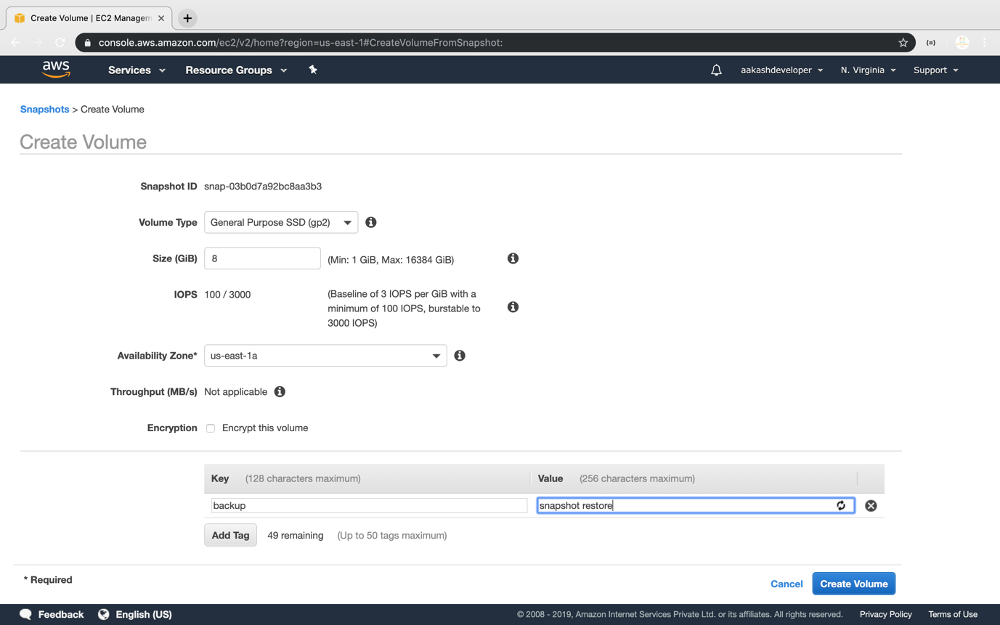 Create Volume | EC2 Managem
console.aws.amazon.com/ec2/v2/home?region=us-east-1#CreateVolumeFromSnapshot:
aws Services Resource Groups aakashdeveloper N. Virginia Support
Snapshots > Create Volume
Create Volume
Snapshot ID snap-03b0d7a92bc8aa3b3
Volume Type General Purpose SSD (gp2)
Size (GiB) 8 (Min: 1 GiB, Max: 16384 GiB)
IOPS 100 / 3000 (Baseline of 3 IOPS per GiB with a
minimum of 100 IOPS, burstable to
3000 IOPS)
Availability Zone* us-east-1a
Throughput (MB/s) Not applicable
Encryption Encrypt this volume
Key (128 characters maximum) Value (256 characters maximum)
backup snapshot restore
Add Tag 49 remaining (Up to 50 tags maximum)
* Required
Cancel Create Volume
Feedback English (US) © 2008 - 2019, Amazon Internet Services Private Ltd. or its affiliates. All rights reserved. Privacy Policy Terms of Use